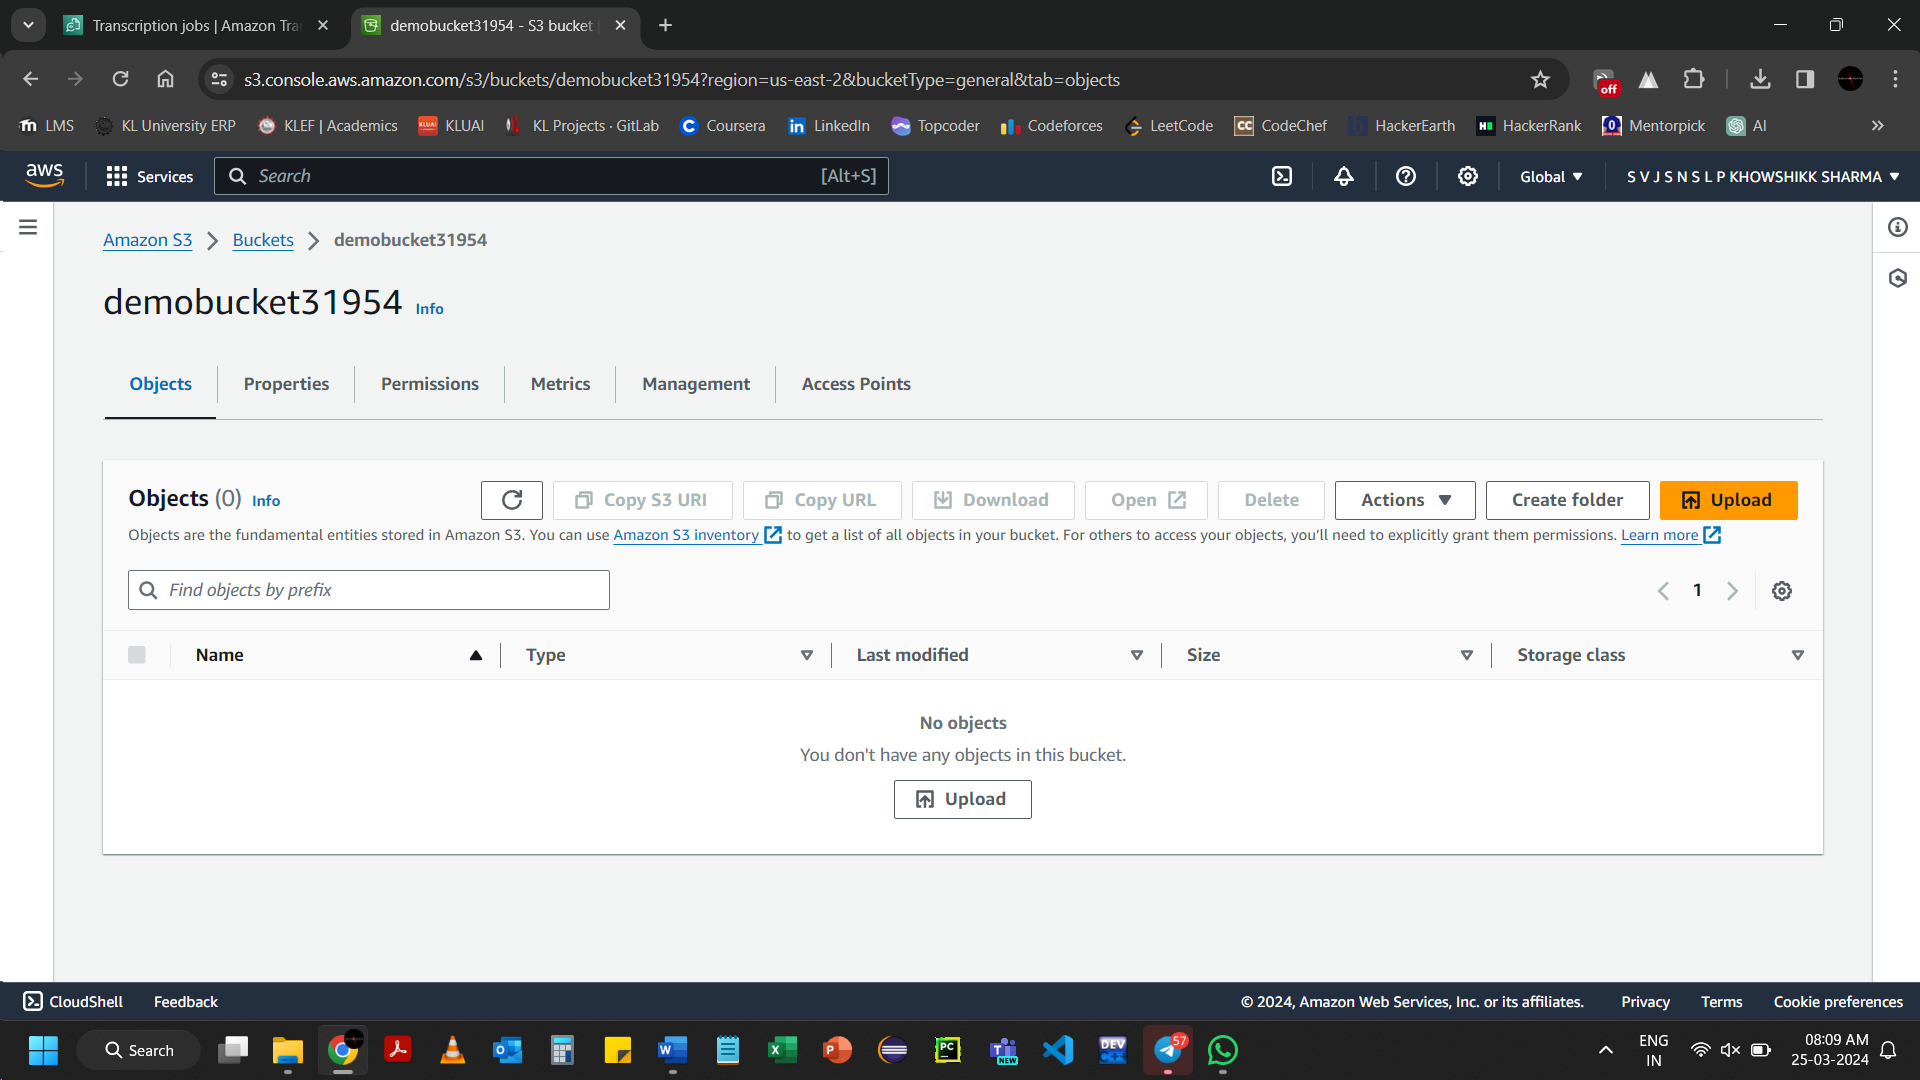 Transcription jobs | Amazon Tra
demobucket31954 - S3 bucket
s3.console.aws.amazon.com/s3/buckets/demobucket31954?region=us-east-2&bucketType=general&tab=objects
off
LMS
KL University ERP
KLEF | Academics
KLUAI KLUAI
KL Projects · GitLab
Coursera
LinkedIn
Topcoder
Codeforces
LeetCode
CodeChef
HackerEarth
HackerRank
Mentorpick
AI
aws
Services
Search
[Alt+S]
Global
S V J S N S L P KHOWSHIKK SHARMA
Amazon S3
Buckets
demobucket31954
demobucket31954 Info
Objects
Properties
Permissions
Metrics
Management
Access Points
Objects (0) Info
Copy S3 URI
Copy URL
Download
Open
Delete
Actions
Create folder
Upload
Objects are the fundamental entities stored in Amazon S3. You can use Amazon S3 inventory to get a list of all objects in your bucket. For others to access your objects, you'll need to explicitly grant them permissions. Learn more
Find objects by prefix
1
Name
Type
Last modified
Size
Storage class
No objects
You don't have any objects in this bucket.
Upload
CloudShell
Feedback
© 2024, Amazon Web Services, Inc. or its affiliates.
Privacy
Terms
Cookie preferences
Search
PC
NEW
DEV
57
ENG
IN
08:09 AM
25-03-2024